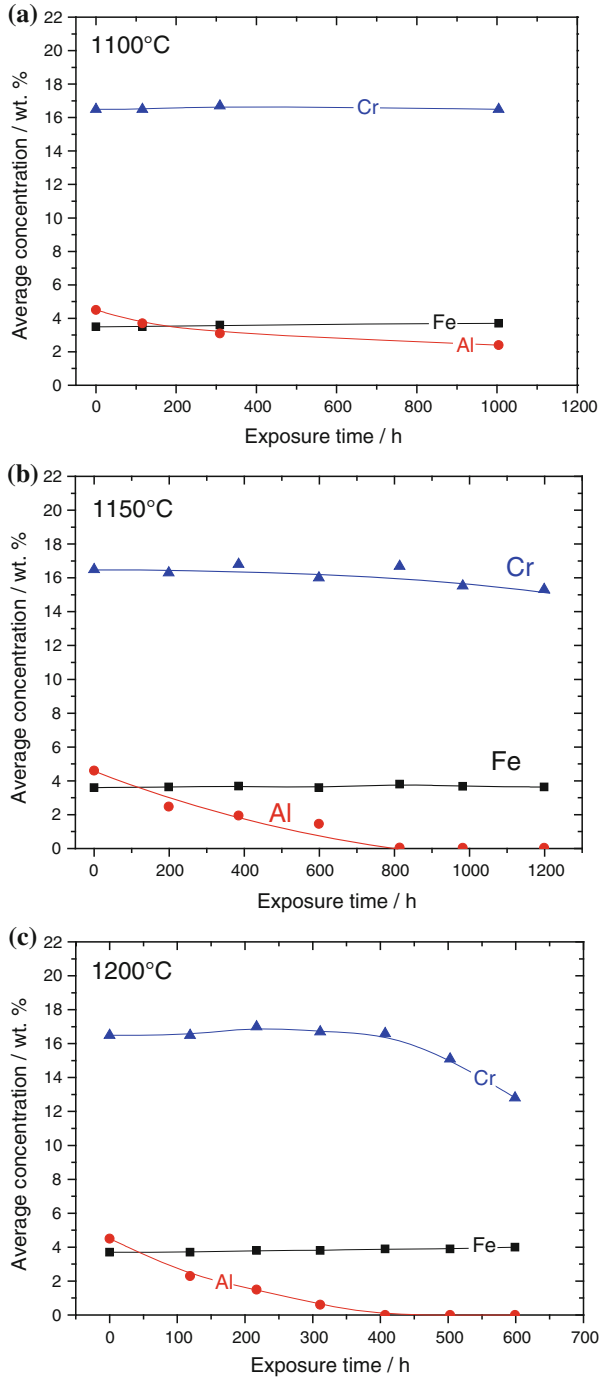 (a)
1100°C
22
20
18
16
14
12
10
8
6
4
2
0
Average concentration / wt. %
Cr
Fe
Al
0 200 400 600 800 1000 1200
Exposure time / h
(b)
1150°C
22
20
18
16
14
12
10
8
6
4
2
0
Average concentration / wt. %
Cr
Fe
Al
0 200 400 600 800 1000 1200
Exposure time / h
(c)
1200°C
22
20
18
16
14
12
10
8
6
4
2
0
Average concentration / wt. %
Cr
Fe
Al
0 100 200 300 400 500 600 700
Exposure time / h